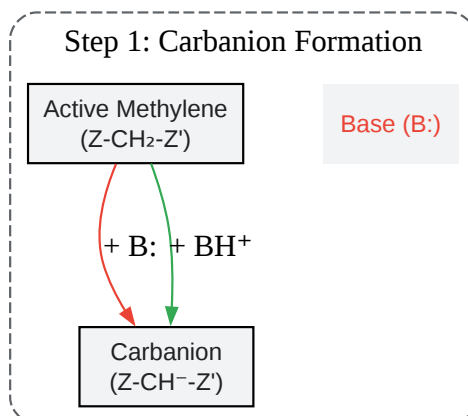 Step 1: Carbanion Formation
Active Methylene
(Z-CH₂-Z')
Base (B:)
+ B: + BH⁺
Carbanion
(Z-CH⁻-Z')